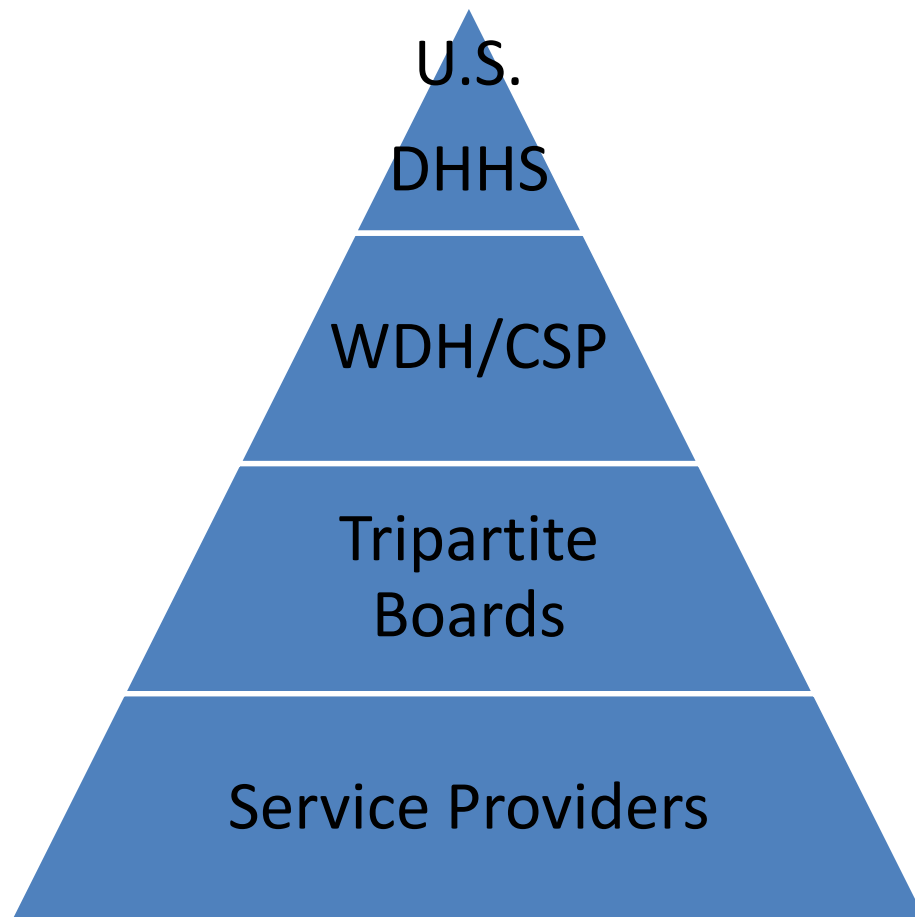 U.S.
DHHS
WDH/CSP
Tripartite
Boards
Service Providers